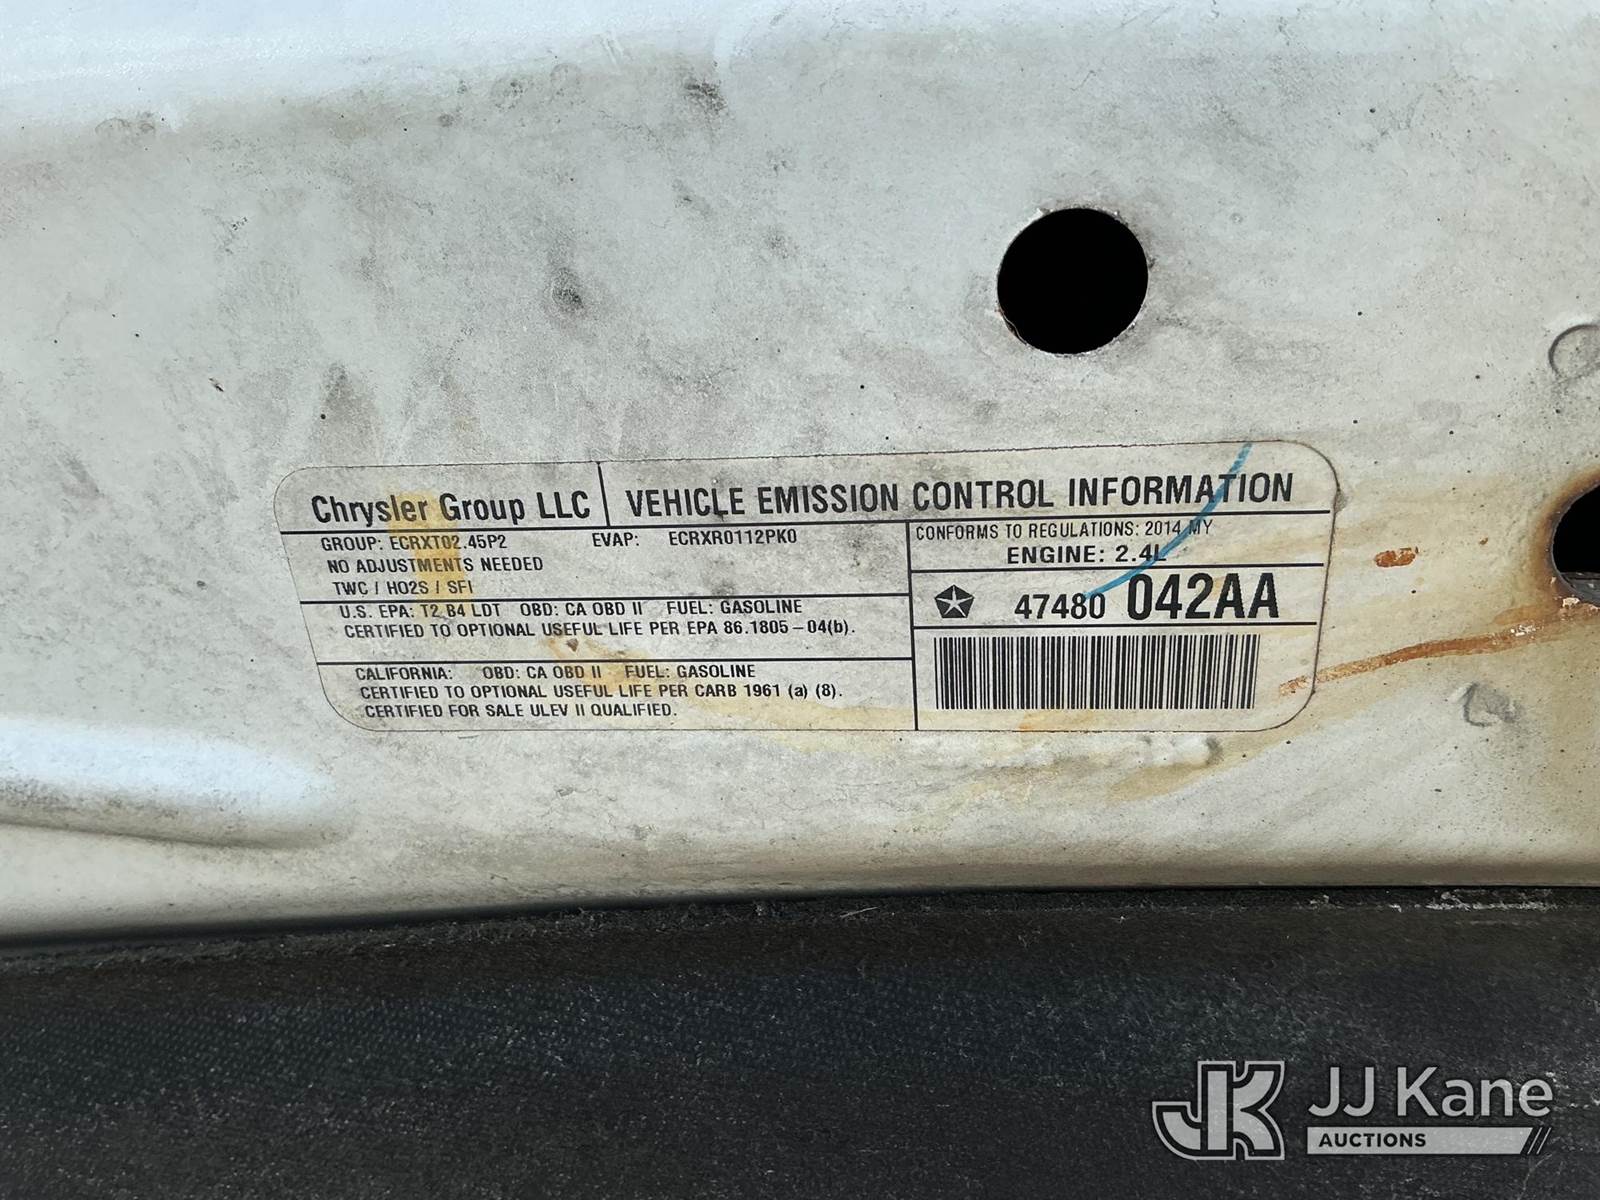 Chrysler Group LLC VEHICLE EMISSION CONTROL INFORMATION
GROUP: ECRXT02.45P2 EVAP: ECRXR0112PK0
NO ADJUSTMENTS NEEDED
TWC / HO2S / SFI
U.S. EPA: T2 B4 LDT OBD: CA OBD II FUEL: GASOLINE
CERTIFIED TO OPTIONAL USEFUL LIFE PER EPA 86.1805-04(b).
CALIFORNIA: OBD: CA OBD II FUEL: GASOLINE
CERTIFIED TO OPTIONAL USEFUL LIFE PER CARB 1961 (a) (8).
CERTIFIED FOR SALE ULEV II QUALIFIED.
CONFORMS TO REGULATIONS: 2014 MY
ENGINE: 2.4L
47480 042AA
JK JJ Kane
AUCTIONS